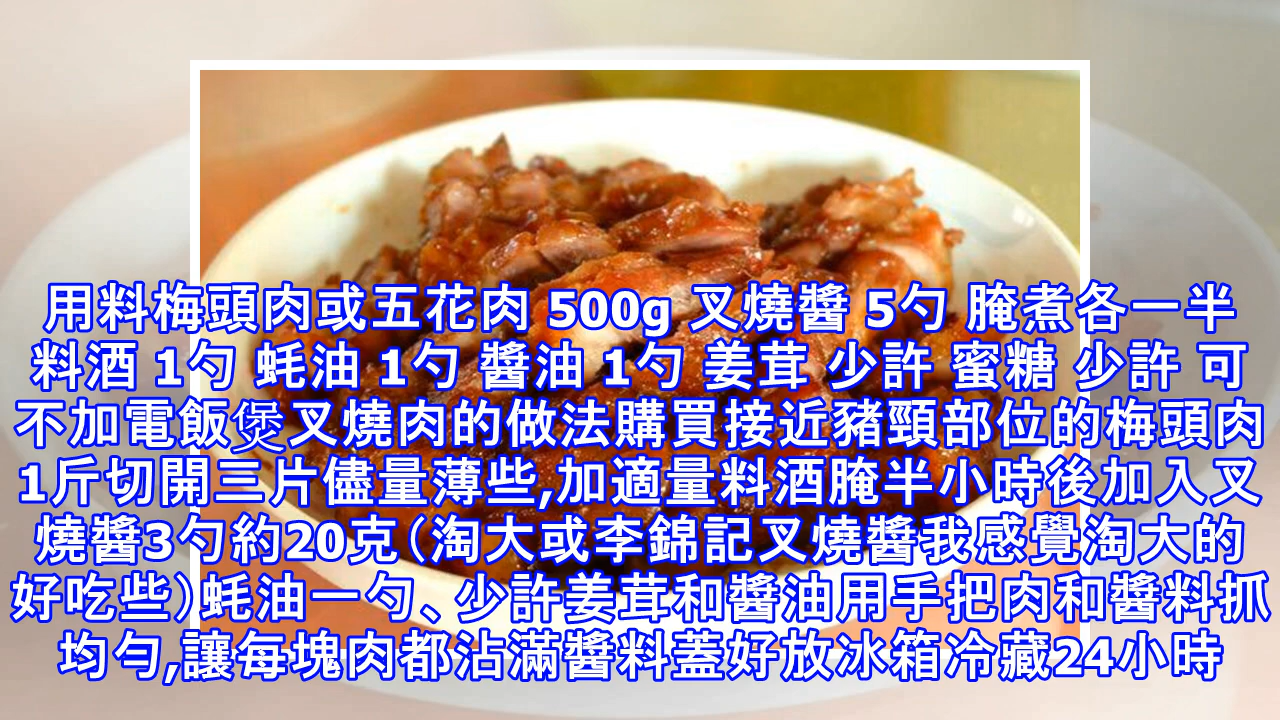 用料梅頭肉或五花肉 500g 叉燒醬 5勺 腌煮各一半
料酒 1勺 蚝油 1勺 醬油 1勺 姜茸 少許 蜜糖 少許 可
不加電飯煲叉燒肉的做法購買接近豬頸部位的梅頭肉
1斤切開三片儘量薄些,加適量料酒腌半小時後加入叉
燒醬3勺約20克(淘大或李錦記叉燒醬我感覺淘大的
好吃些)蚝油一勺、少許姜茸和醬油用手把肉和醬料抓
均勻,讓每塊肉都沾滿醬料蓋好放冰箱冷藏24小時